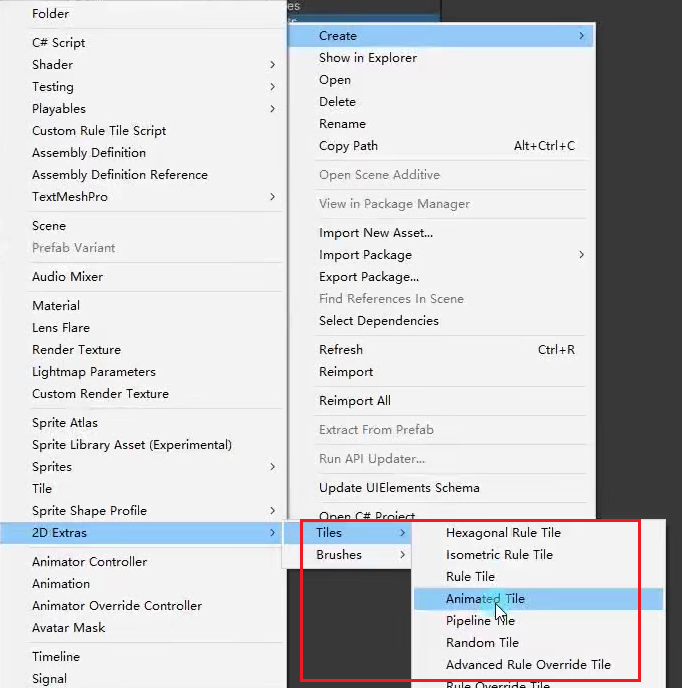 Folder
C# Script
Shader
Testing
Playables
Custom Rule Tile Script
Assembly Definition
Assembly Definition Reference
TextMeshPro
Scene
Prefab Variant
Audio Mixer
Material
Lens Flare
Render Texture
Lightmap Parameters
Custom Render Texture
Sprite Atlas
Sprite Library Asset (Experimental)
Sprites
Tile
Sprite Shape Profile
2D Extras
Animator Controller
Animation
Animator Override Controller
Avatar Mask
Timeline
Signal
Create
Show in Explorer
Open
Delete
Rename
Copy Path Alt+Ctrl+C
Open Scene Additive
View in Package Manager
Import New Asset...
Import Package
Export Package...
Find References In Scene
Select Dependencies
Refresh Ctrl+R
Reimport
Reimport All
Extract From Prefab
Run API Updater...
Update UIElements Schema
Open C# Project
Tiles
Brushes
Hexagonal Rule Tile
Isometric Rule Tile
Rule Tile
Animated Tile
Pipeline Tile
Random Tile
Advanced Rule Override Tile
Rule Override Tile